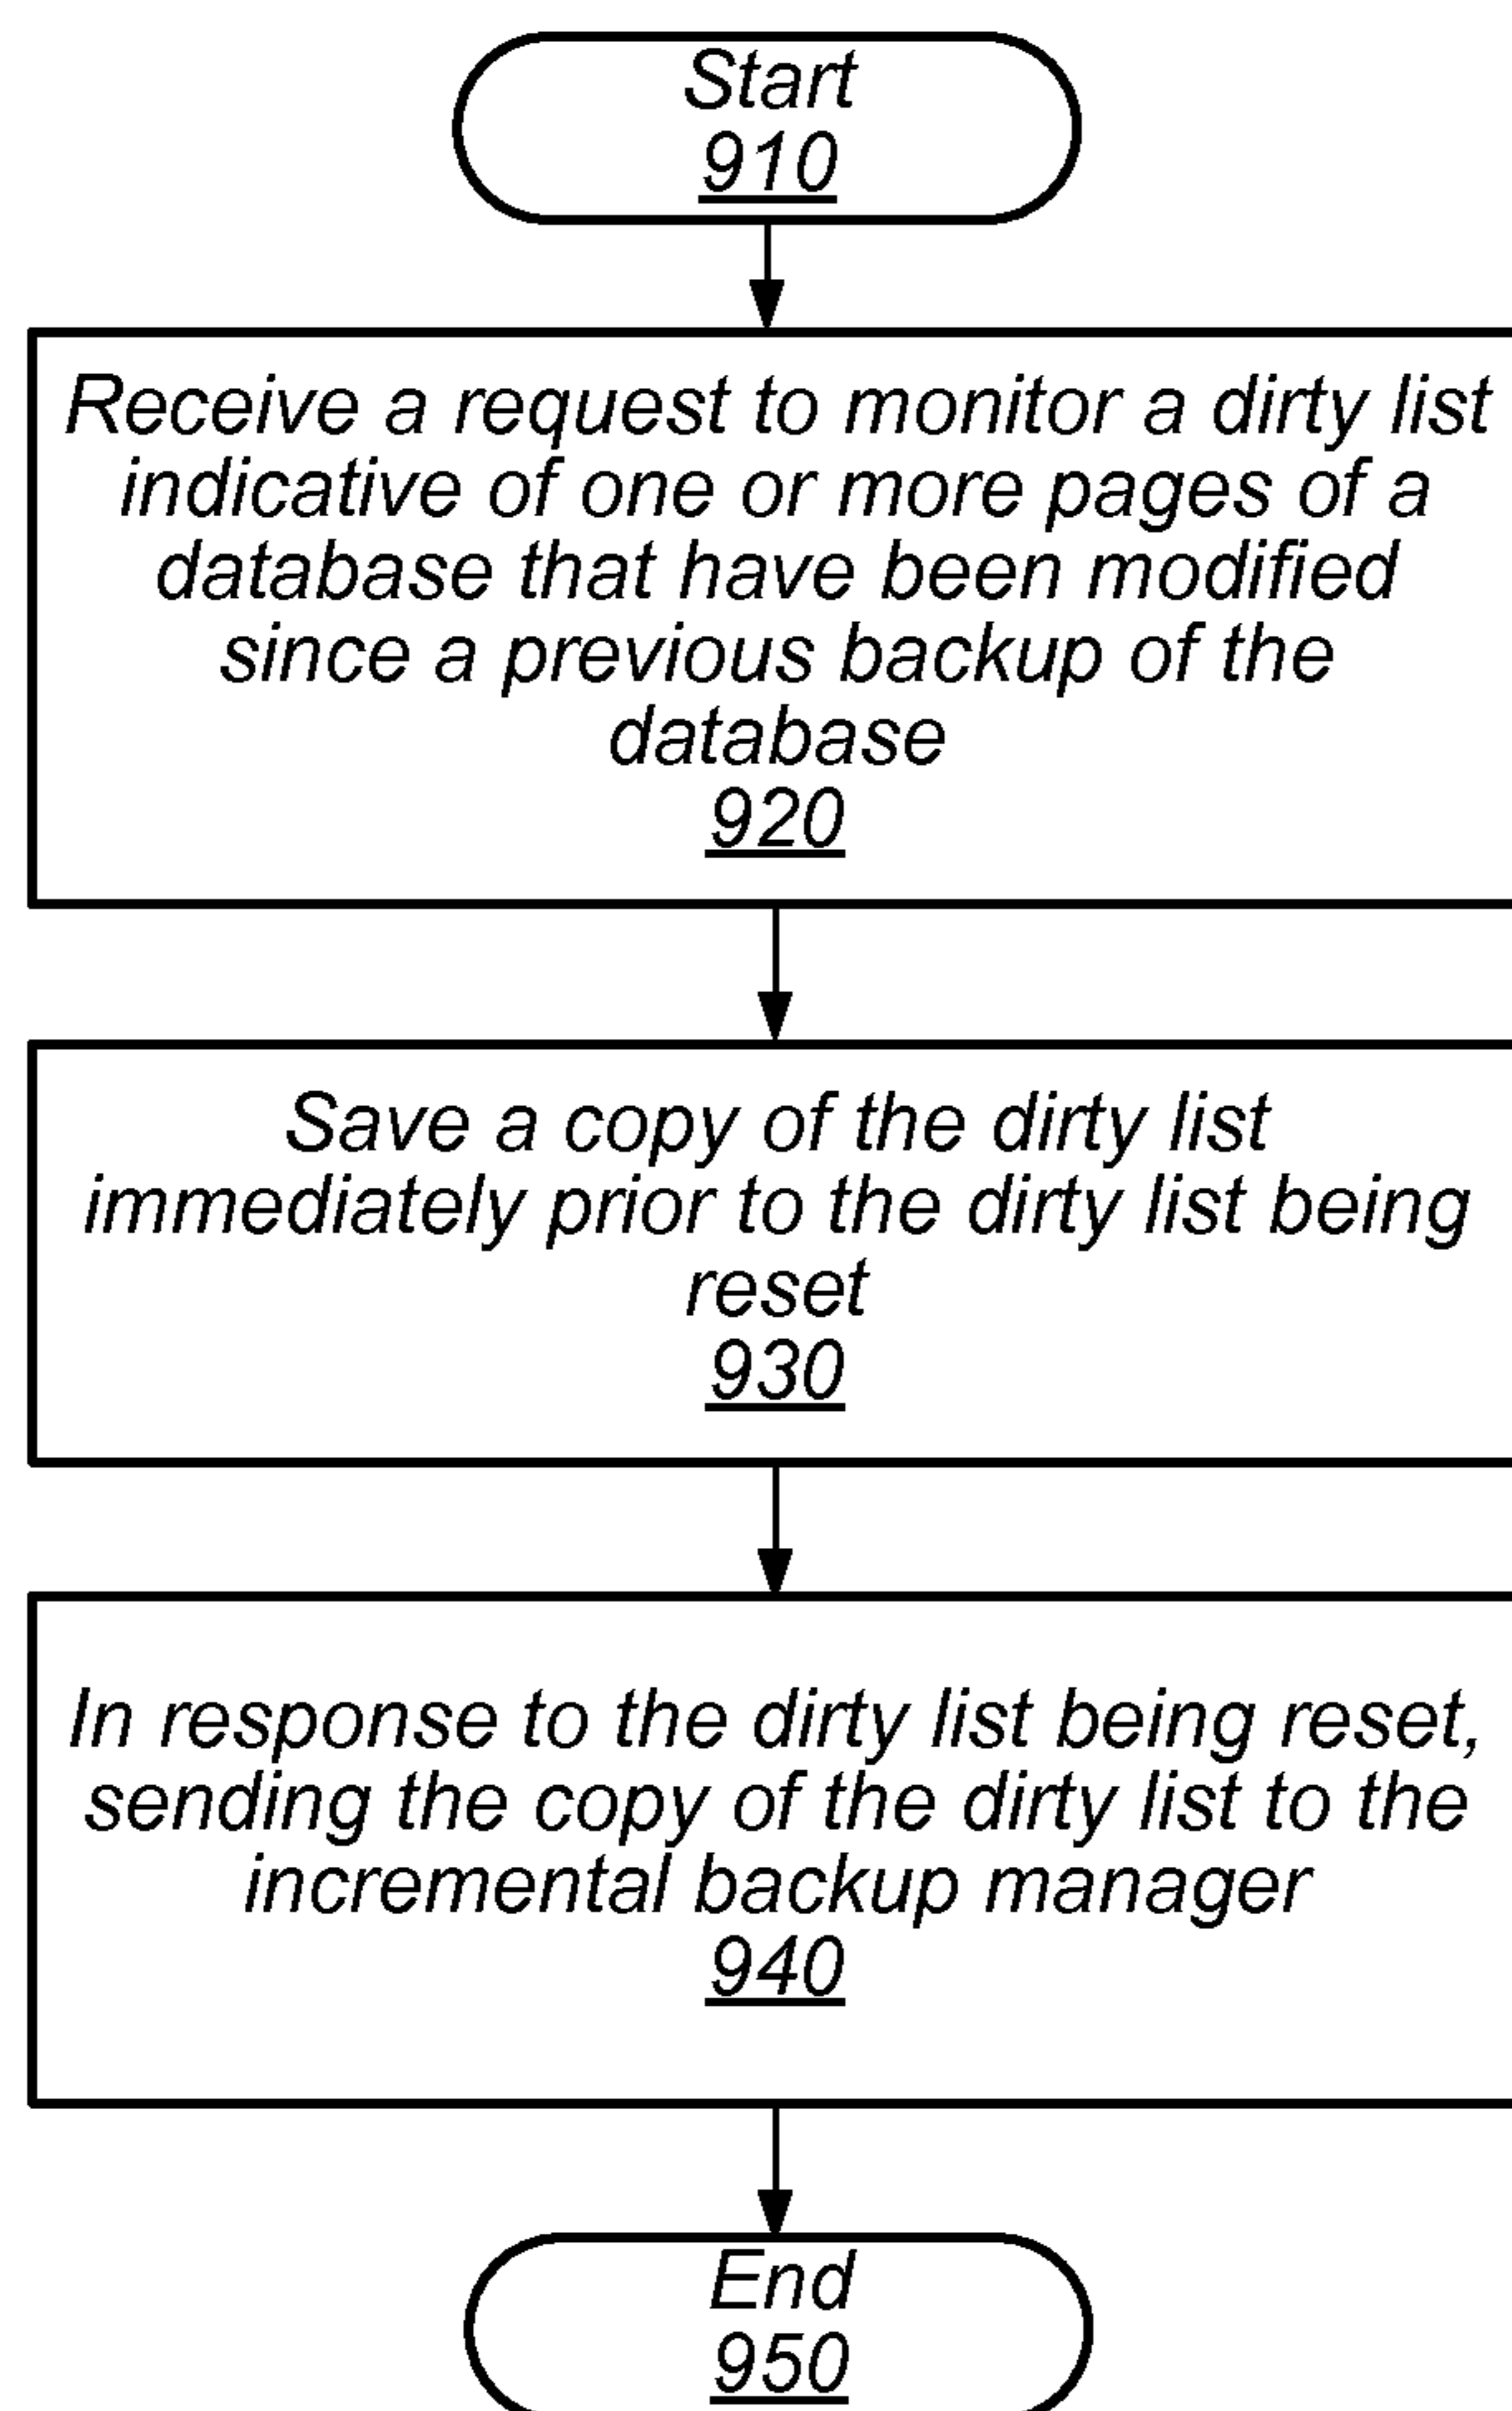 Start
910
Receive a request to monitor a dirty list
indicative of one or more pages of a
database that have been modified
since a previous backup of the
database
920
Save a copy of the dirty list
immediately prior to the dirty list being
reset
930
In response to the dirty list being reset,
sending the copy of the dirty list to the
incremental backup manager
940
End
950